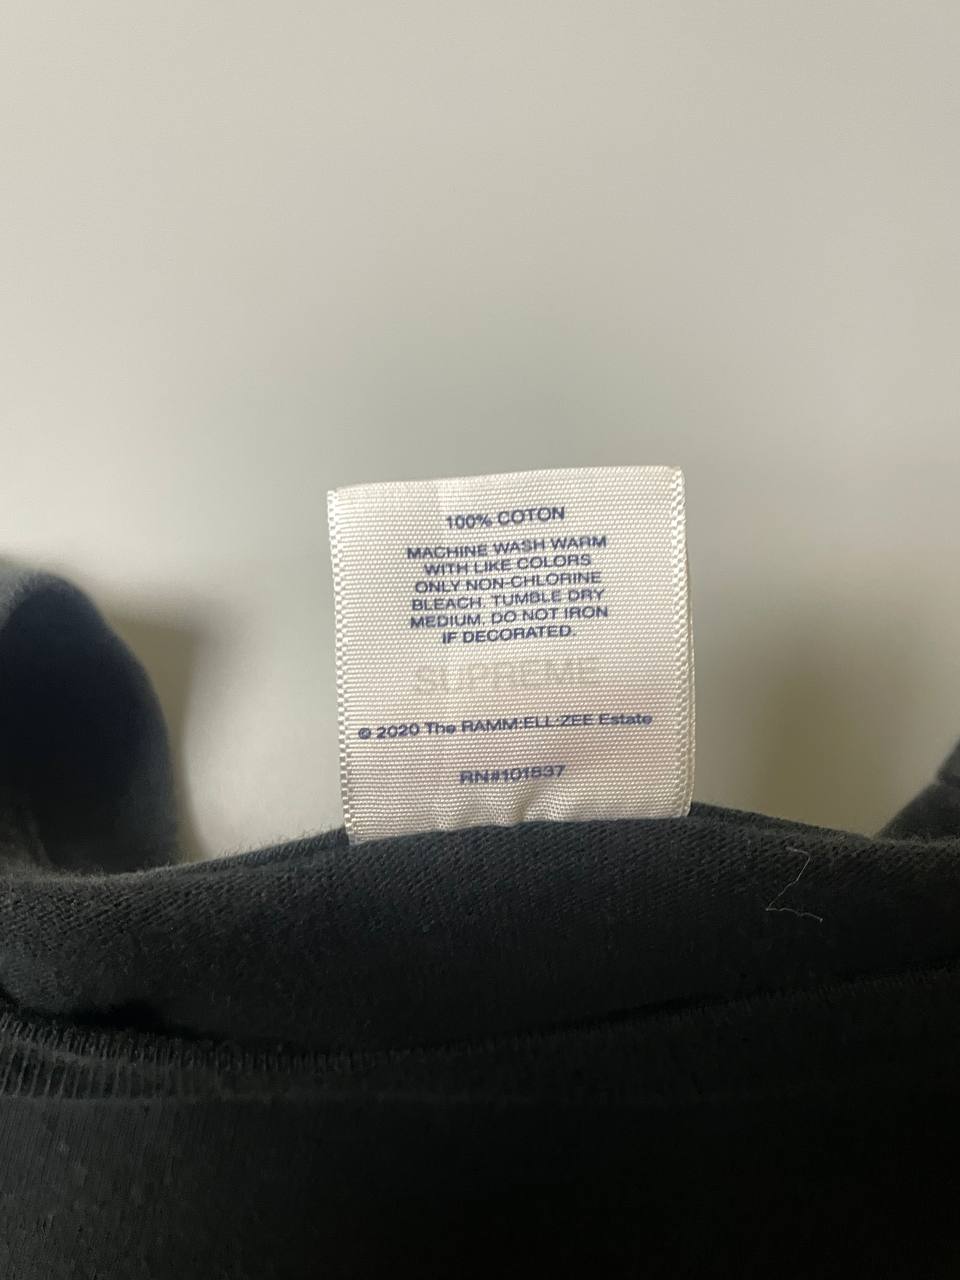 100% COTON
MACHINE WASH WARM
WITH LIKE COLORS
ONLY NON-CHLORINE
BLEACH. TUMBLE DRY
MEDIUM. DO NOT IRON
IF DECORATED.
SUPREME
© 2020 The RAMM:ELL:ZEE Estate
RN#101837